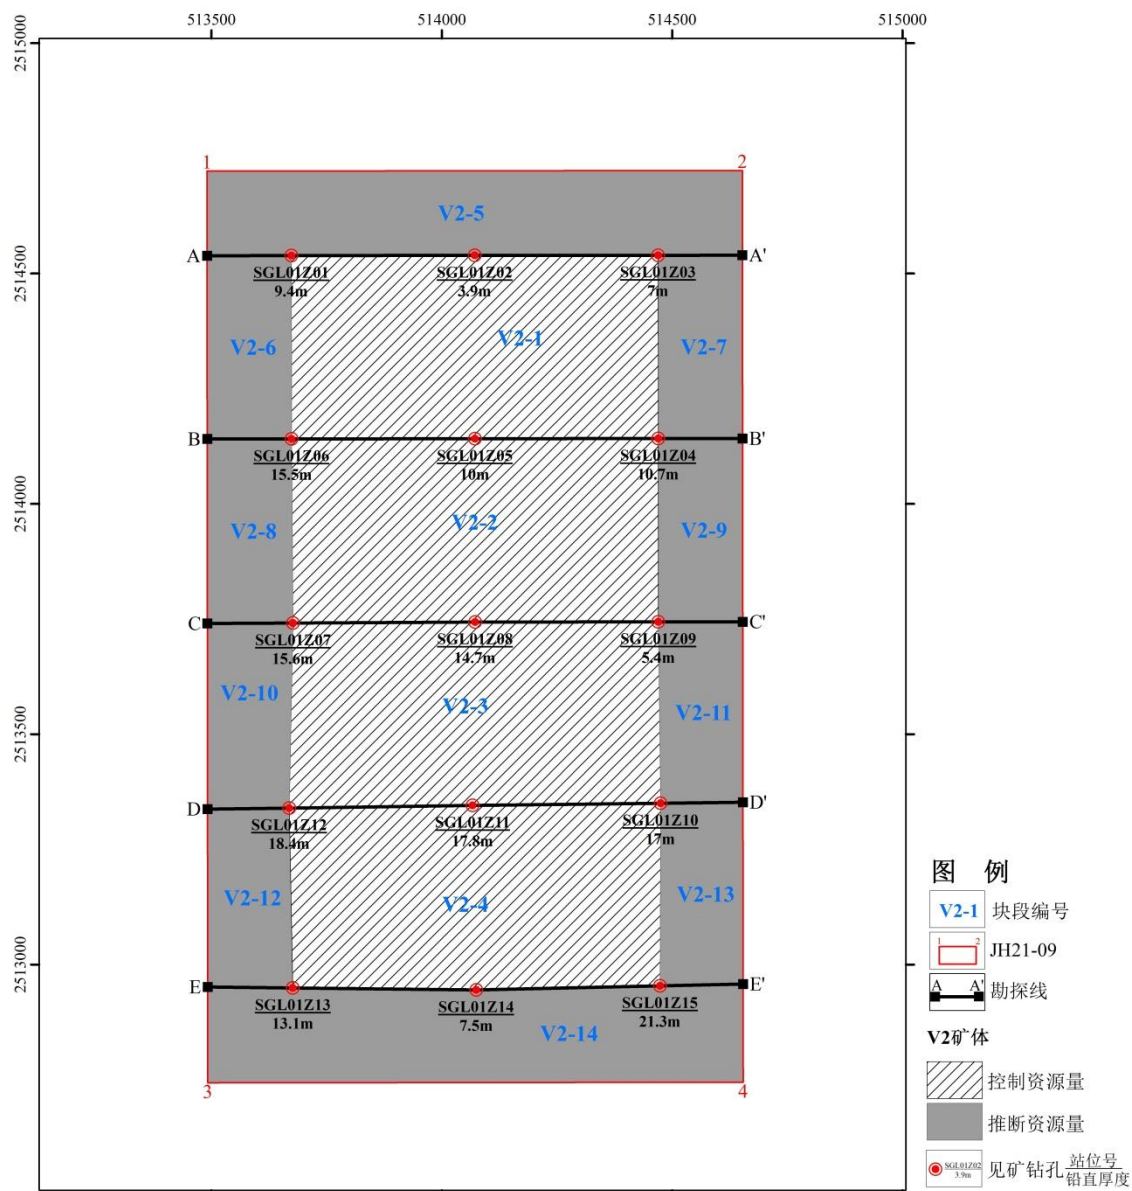 513500 514000 514500 515000
2515000
1 2
V2-5
A A'
2514500
SGL01Z01 SGL01Z02 SGL01Z03
9.4m 3.9m 7m
V2-6 V2-1 V2-7
B B'
SGL01Z06 SGL01Z05 SGL01Z04
15.5m 10m 10.7m
2514000
V2-8 V2-2 V2-9
C C'
SGL01Z07 SGL01Z08 SGL01Z09
15.6m 14.7m 5.4m
V2-10 V2-3 V2-11
2513500
D D'
SGL01Z12 SGL01Z11 SGL01Z10
18.4m 17.8m 17m
V2-12 V2-4 V2-13
2513000
E E'
SGL01Z13 SGL01Z14 SGL01Z15
13.1m 7.5m 21.3m
V2-14
3 4
图 例
V2-1 块段编号
1 2 JH21-09
A A' 勘探线
V2矿体
控制资源量
推断资源量
SGL01Z02 见矿钻孔 站位号
3.9m 铅直厚度